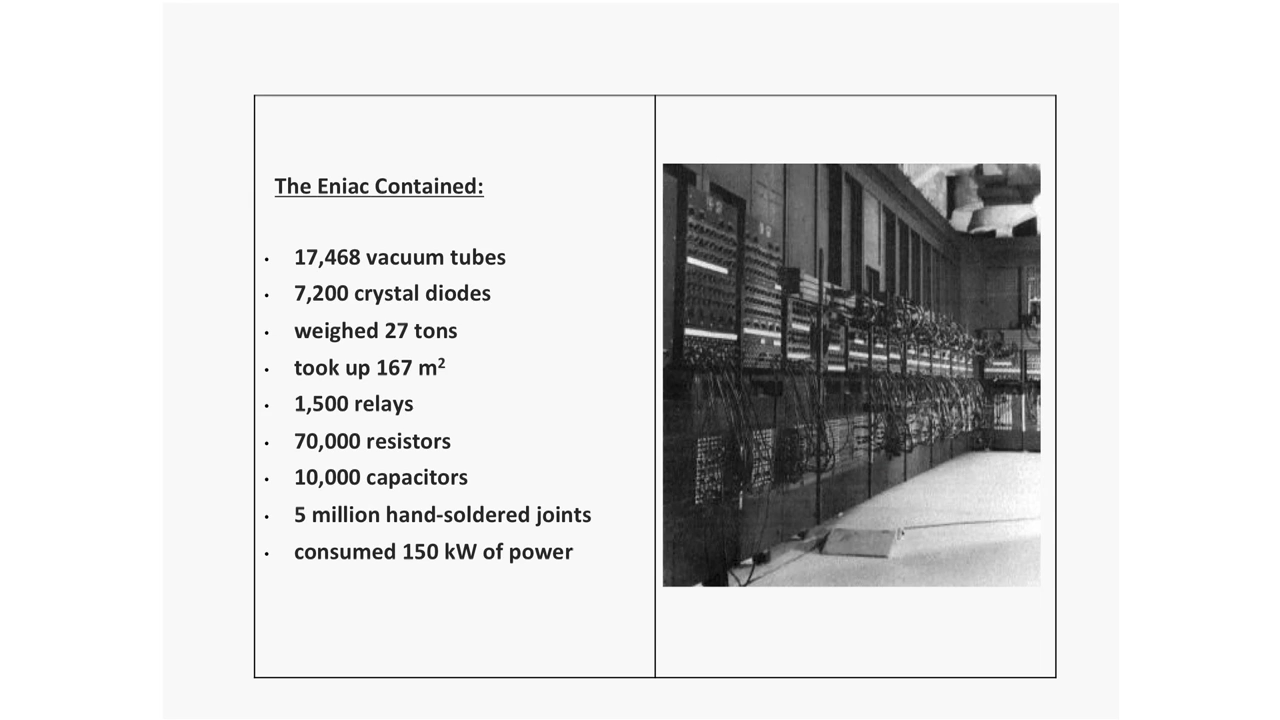 The Eniac Contained:
• 17,468 vacuum tubes
• 7,200 crystal diodes
• weighed 27 tons
• took up 167 m²
• 1,500 relays
• 70,000 resistors
• 10,000 capacitors
• 5 million hand-soldered joints
• consumed 150 kW of power